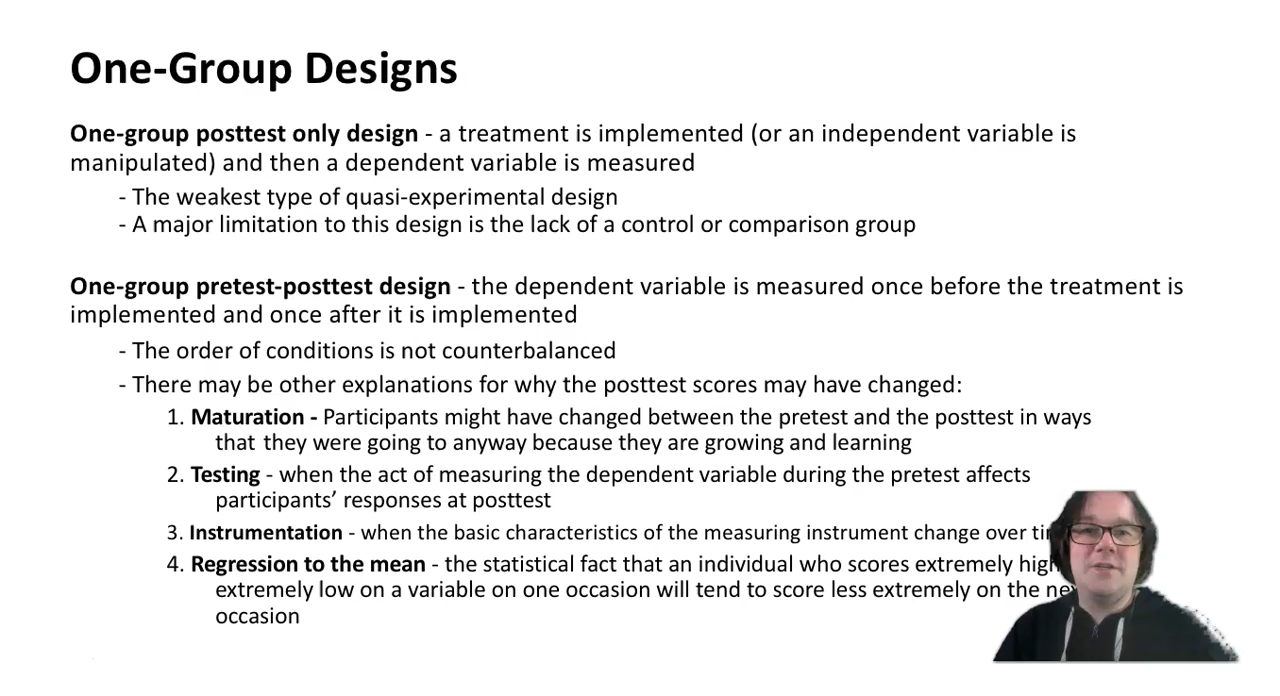 One-Group Designs
One-group posttest only design - a treatment is implemented (or an independent variable is
manipulated) and then a dependent variable is measured
- The weakest type of quasi-experimental design
- A major limitation to this design is the lack of a control or comparison group
One-group pretest-posttest design - the dependent variable is measured once before the treatment is
implemented and once after it is implemented
- The order of conditions is not counterbalanced
- There may be other explanations for why the posttest scores may have changed:
1. Maturation - Participants might have changed between the pretest and the posttest in ways
that they were going to anyway because they are growing and learning
2. Testing - when the act of measuring the dependent variable during the pretest affects
participants’ responses at posttest
3. Instrumentation - when the basic characteristics of the measuring instrument change over
4. Regression to the mean - the statistical fact that an individual who scores extremely
extremely low on a variable on one occasion will tend to score less extremely on the
occasion